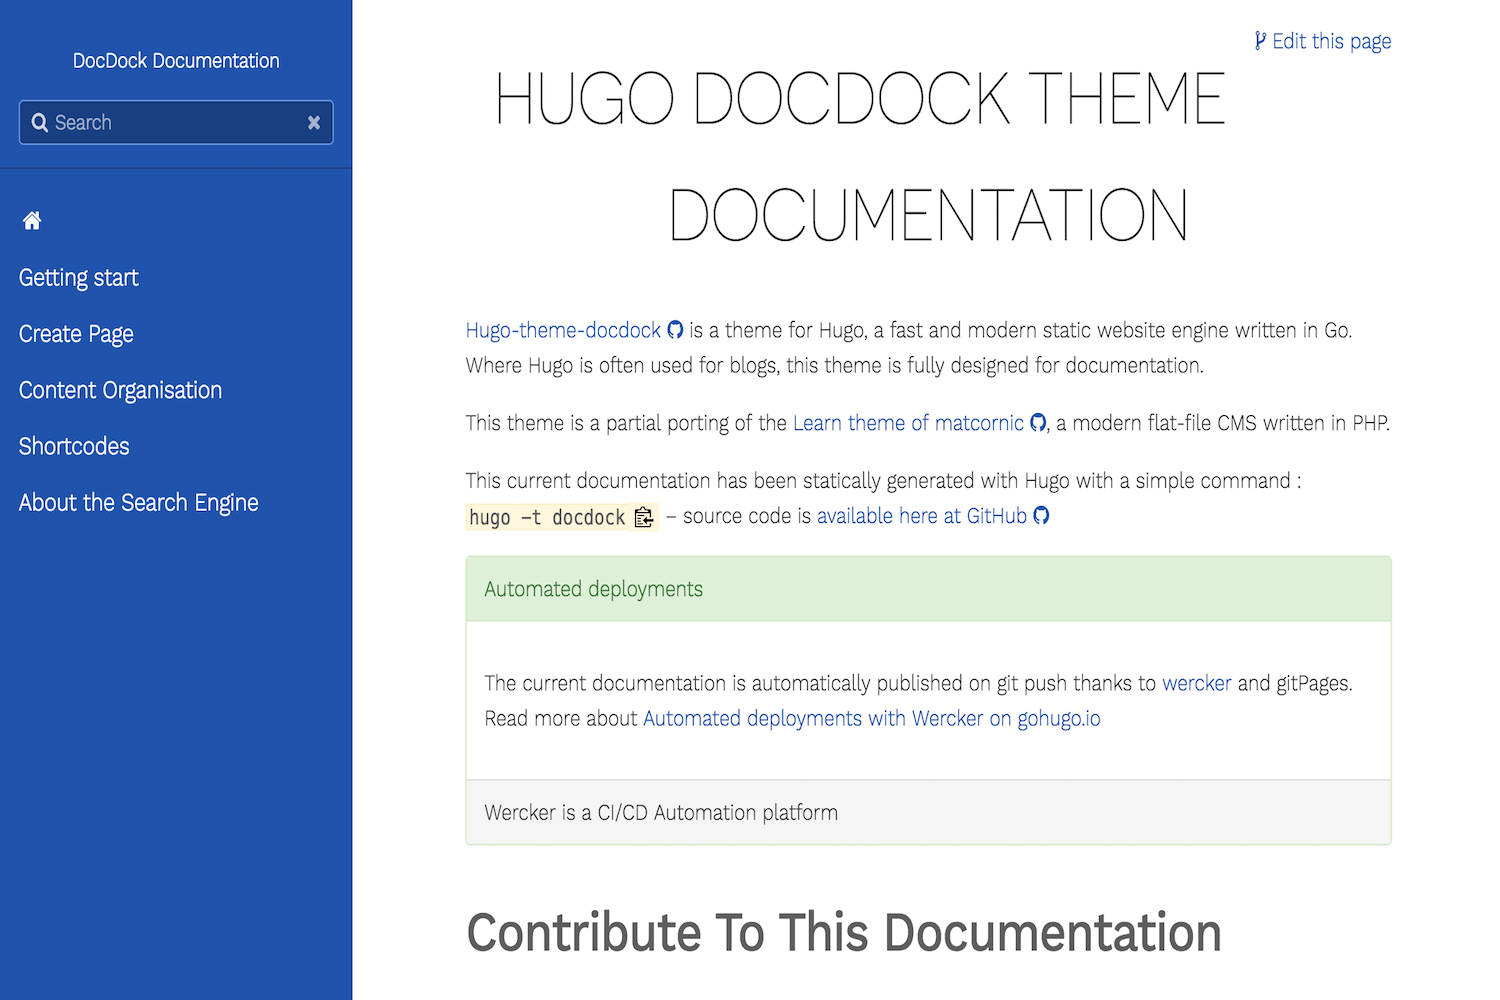 DocDock Documentation
Search
Getting start
Create Page
Content Organisation
Shortcodes
About the Search Engine
Edit this page
HUGO DOCDOCK THEME
DOCUMENTATION
Hugo-theme-docdock is a theme for Hugo, a fast and modern static website engine written in Go.
Where Hugo is often used for blogs, this theme is fully designed for documentation.
This theme is a partial porting of the Learn theme of matcornic , a modern flat-file CMS written in PHP.
This current documentation has been statically generated with Hugo with a simple command :
hugo -t docdock – source code is available here at GitHub
Automated deployments
The current documentation is automatically published on git push thanks to wercker and gitPages.
Read more about Automated deployments with Wercker on gohugo.io
Wercker is a CI/CD Automation platform
Contribute To This Documentation